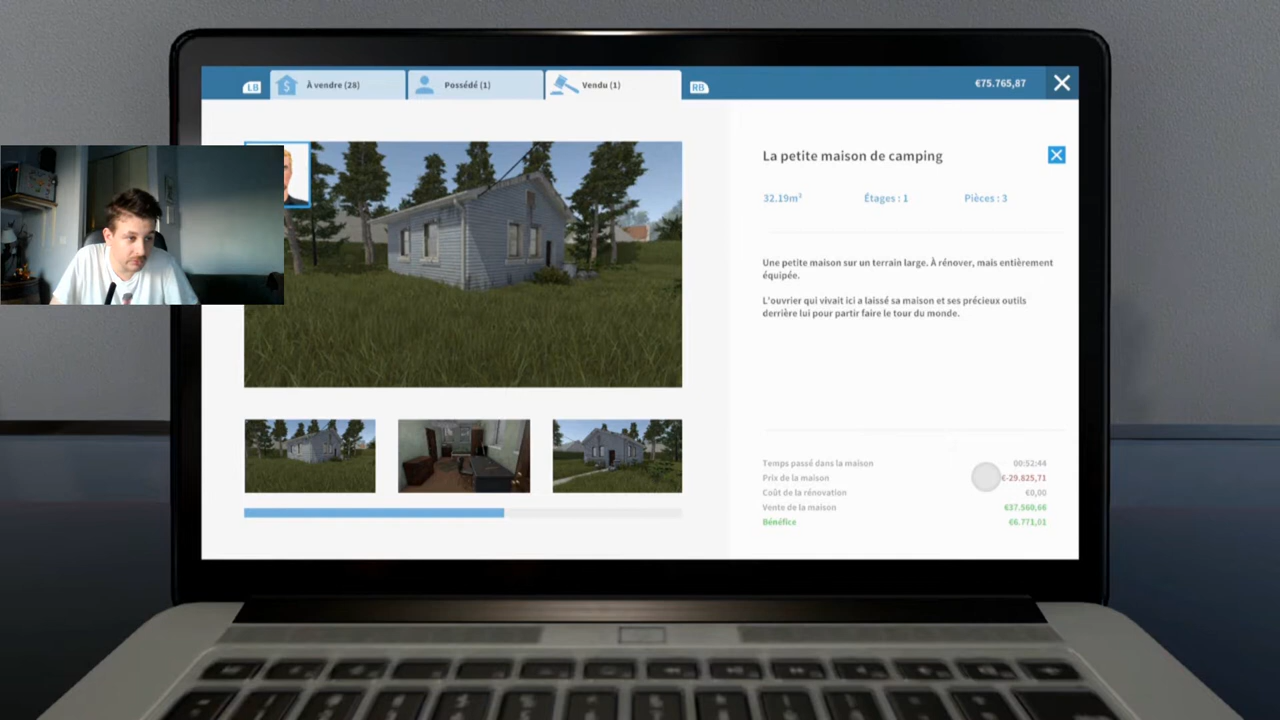 LB À vendre (28) Possédé (1) Vendu (1) RB €75.765,87
La petite maison de camping
32.19m² Étages : 1 Pièces : 3
Une petite maison sur un terrain large. À rénover, mais entièrement
équipée.
L'ouvrier qui vivait ici a laissé sa maison et ses précieux outils
derrière lui pour partir faire le tour du monde.
Temps passé dans la maison 00:52:44
Prix de la maison €-29.825,71
Coût de la rénovation €0,00
Vente de la maison €37.560,66
Bénéfice €6.771,01